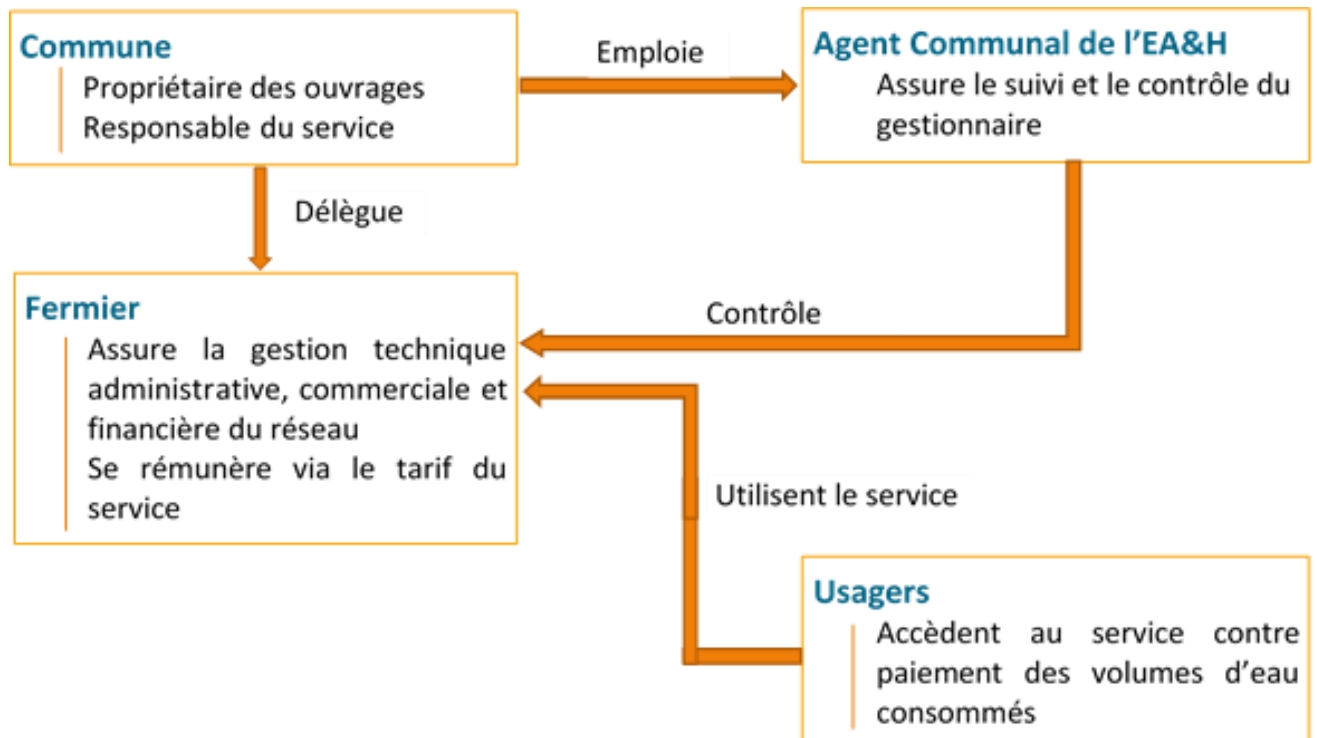 Commune
Propriétaire des ouvrages
Responsable du service
Emploie
Agent Communal de l’EA&H
Assure le suivi et le contrôle du
gestionnaire
Délègue
Fermier
Assure la gestion technique
administrative, commerciale et
financière du réseau
Se rémunère via le tarif du
service
Contrôle
Utilisent le service
Usagers
Accèdent au service contre
paiement des volumes d’eau
consommés